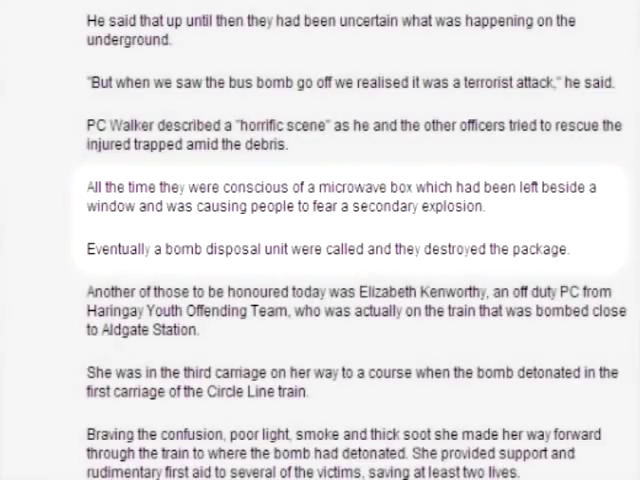 He said that up until then they had been uncertain what was happening on the
underground.
"But when we saw the bus bomb go off we realised it was a terrorist attack," he said.
PC Walker described a "horrific scene" as he and the other officers tried to rescue the
injured trapped amid the debris.
All the time they were conscious of a microwave box which had been left beside a
window and was causing people to fear a secondary explosion.
Eventually a bomb disposal unit were called and they destroyed the package.
Another of those to be honoured today was Elizabeth Kenworthy, an off duty PC from
Haringay Youth Offending Team, who was actually on the train that was bombed close
to Aldgate Station.
She was in the third carriage on her way to a course when the bomb detonated in the
first carriage of the Circle Line train.
Braving the confusion, poor light, smoke and thick soot she made her way forward
through the train to where the bomb had detonated. She provided support and
rudimentary first aid to several of the victims, saving at least two lives.